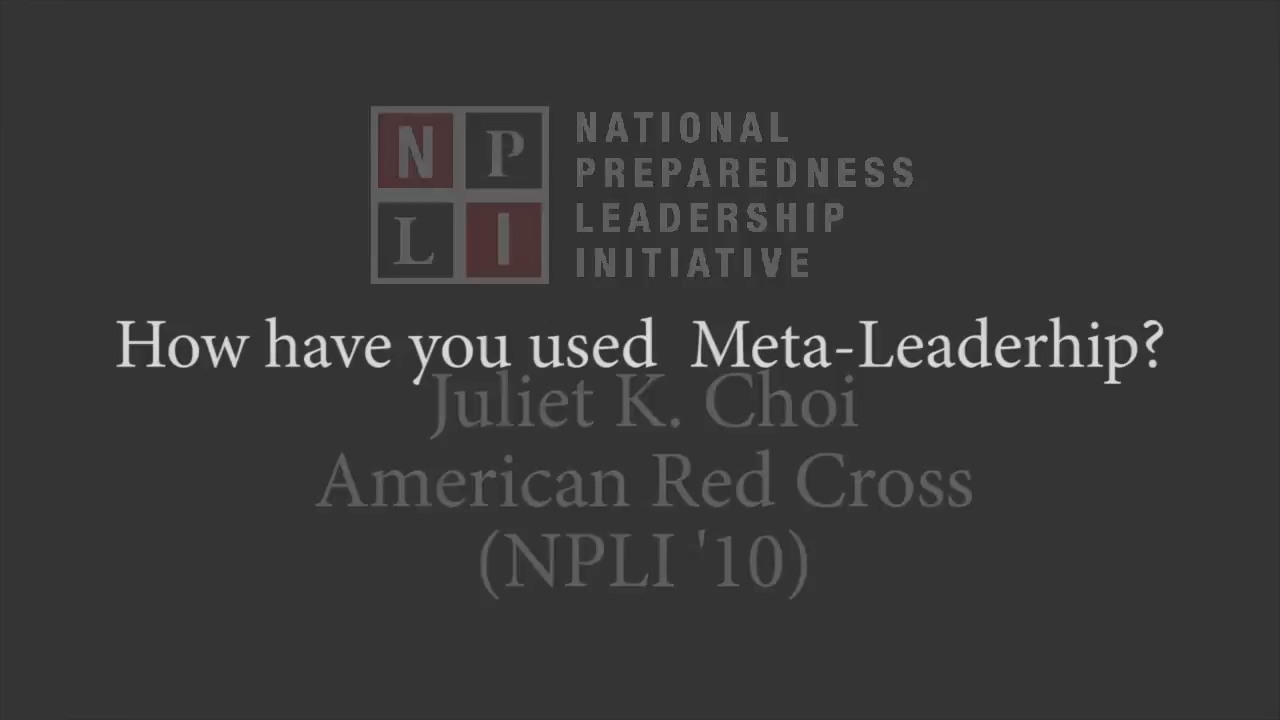 N P
L I
NATIONAL
PREPAREDNESS
LEADERSHIP
INITIATIVE
How have you used  Meta-Leaderhip?
Juliet K. Choi
American Red Cross
(NPLI '10)